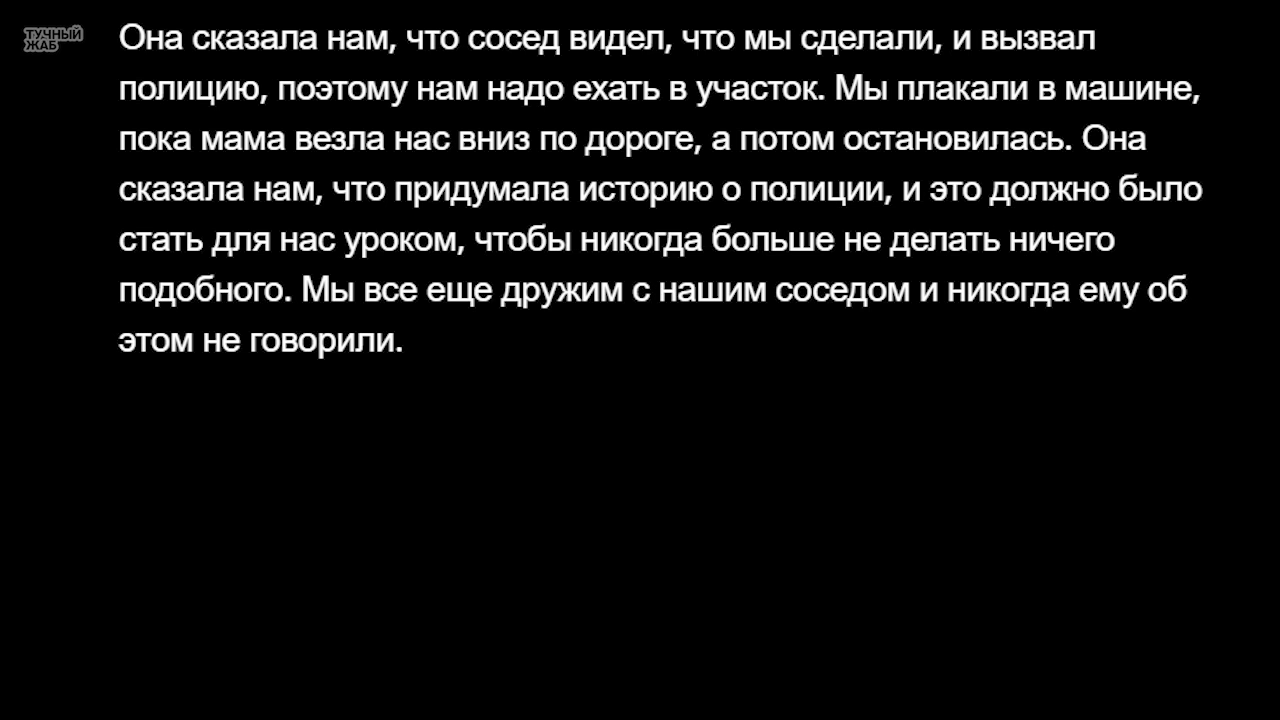 ТУЧНЫЙ
ЖАБ
Она сказала нам, что сосед видел, что мы сделали, и вызвал
полицию, поэтому нам надо ехать в участок. Мы плакали в машине,
пока мама везла нас вниз по дороге, а потом остановилась. Она
сказала нам, что придумала историю о полиции, и это должно было
стать для нас уроком, чтобы никогда больше не делать ничего
подобного. Мы все еще дружим с нашим соседом и никогда ему об
этом не говорили.